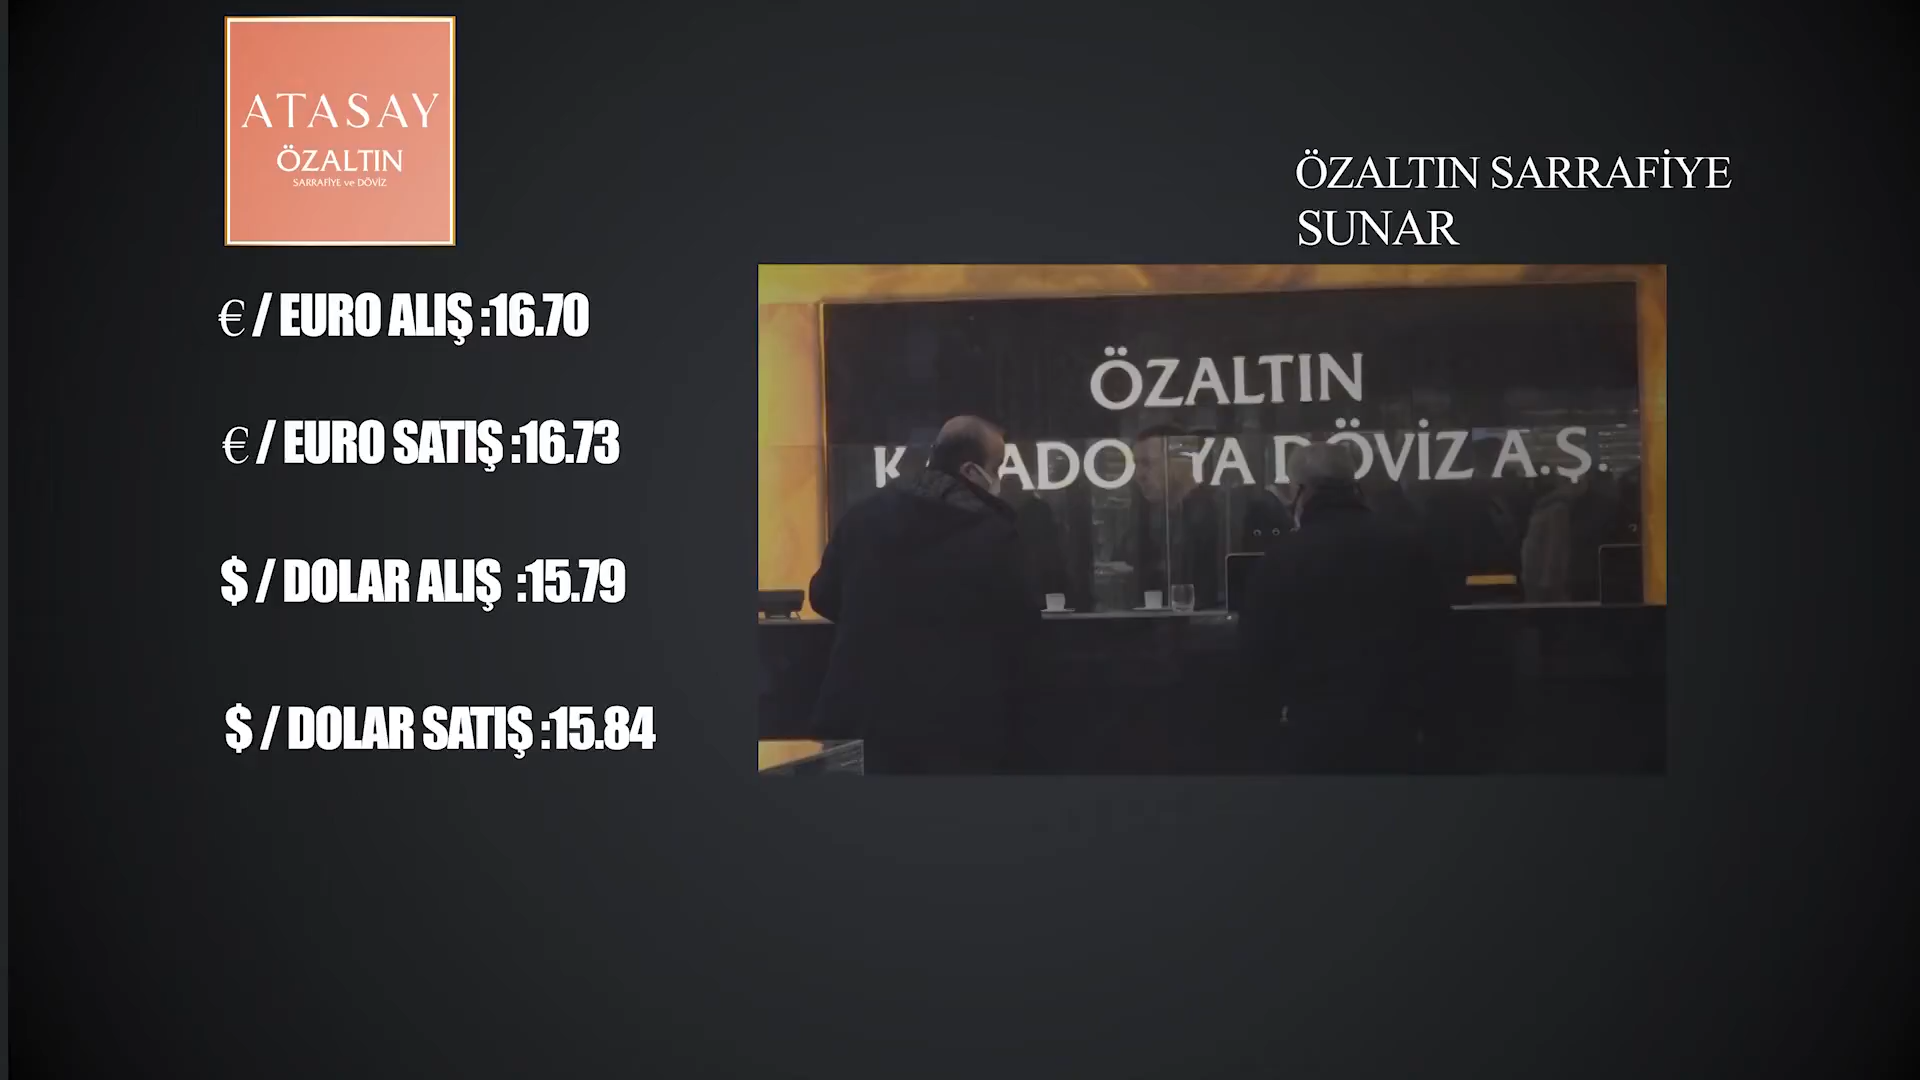 ATASAY
ÖZALTIN
SARRAFİYE ve DÖVİZ
ÖZALTIN SARRAFİYE
SUNAR
€ / EURO ALIŞ :16.70
€ / EURO SATIŞ :16.73
$ / DOLAR ALIŞ :15.79
$ / DOLAR SATIŞ :15.84
ÖZALTIN
DÖVİZ A.Ş.